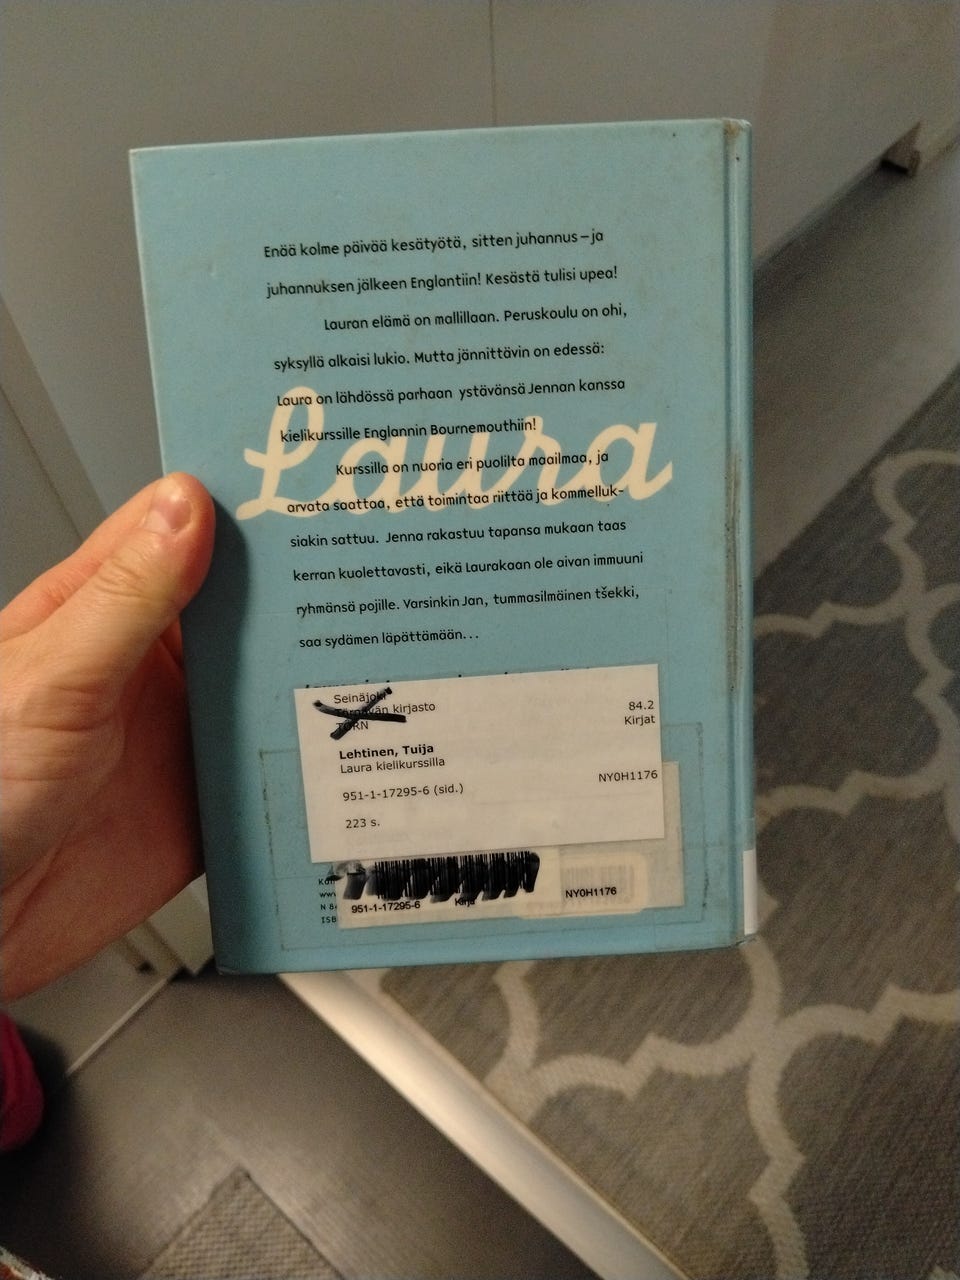 Enää kolme päivää kesätyötä, sitten juhannus – ja
juhannuksen jälkeen Englantiin! Kesästä tulisi upea!
Lauran elämä on mallillaan. Peruskoulu on ohi,
syksyllä alkaisi lukio. Mutta jännittävin on edessä:
Laura on lähdössä parhaan ystävänsä Jennan kanssa
kielikurssille Englannin Bournemouthiin!
Laura
Kurssilla on nuoria eri puolilta maailmaa, ja
arvata saattaa, että toimintaa riittää ja kommelluk-
siakin sattuu. Jenna rakastuu tapansa mukaan taas
kerran kuolettavasti, eikä Laurakaan ole aivan immuuni
ryhmänsä pojille. Varsinkin Jan, tummasilmäinen tšekki,
saa sydämen läpättämään...
Seinäjoki
Törnävän kirjasto
TÖRN
84.2
Kirjat
Lehtinen, Tuija
Laura kielikurssilla
951-1-17295-6 (sid.)
NY0H1176
223 s.
951-1-17295-6
Kirja
NY0H1176